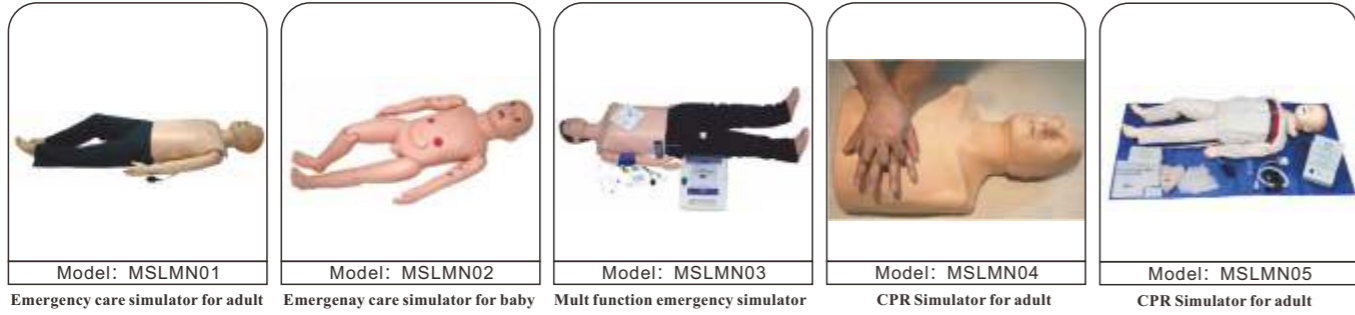 Model: MSLMN01
Model: MSLMN02
Model: MSLMN03
Model: MSLMN04
Model: MSLMN05
Emergency care simulator for adult
Emergenay care simulator for baby
Mult function emergency simulator
CPR Simulator for adult
CPR Simulator for adult